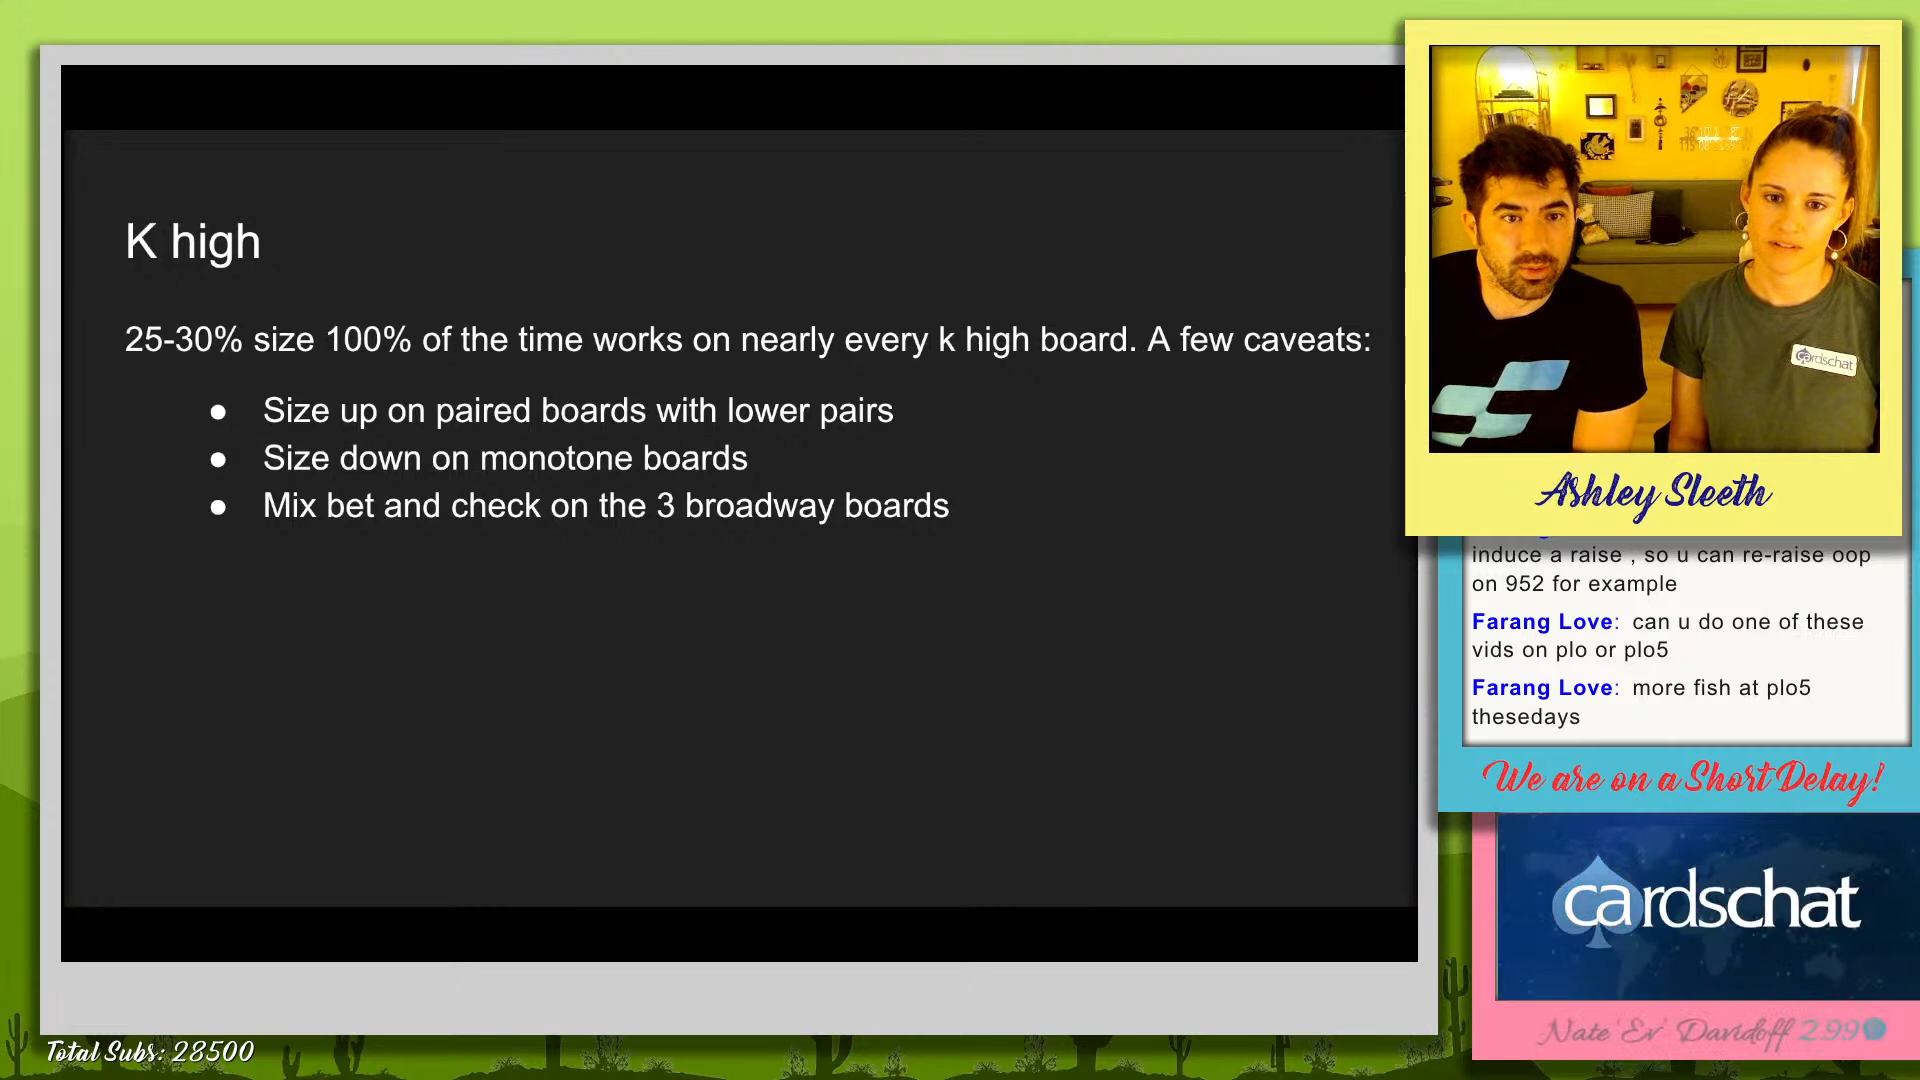 K high
25-30% size 100% of the time works on nearly every k high board. A few caveats:
● Size up on paired boards with lower pairs
● Size down on monotone boards
● Mix bet and check on the 3 broadway boards
cardschat
Ashley Sleeth
induce a raise , so u can re-raise oop
on 952 for example
Farang Love: can u do one of these
vids on plo or plo5
Farang Love: more fish at plo5
thesedays
We are on a Short Delay!
cardschat
Nate 'Ev' Davidoff 2.99
Total Subs: 28500